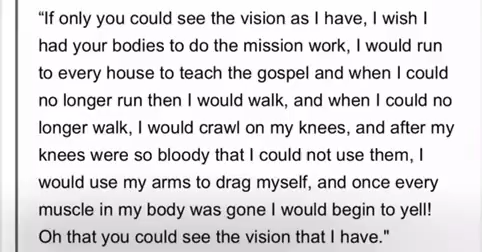 “If only you could see the vision as I have, I wish I
had your bodies to do the mission work, I would run
to every house to teach the gospel and when I could
no longer run then I would walk, and when I could no
longer walk, I would crawl on my knees, and after my
knees were so bloody that I could not use them, I
would use my arms to drag myself, and once every
muscle in my body was gone I would begin to yell!
Oh that you could see the vision that I have."